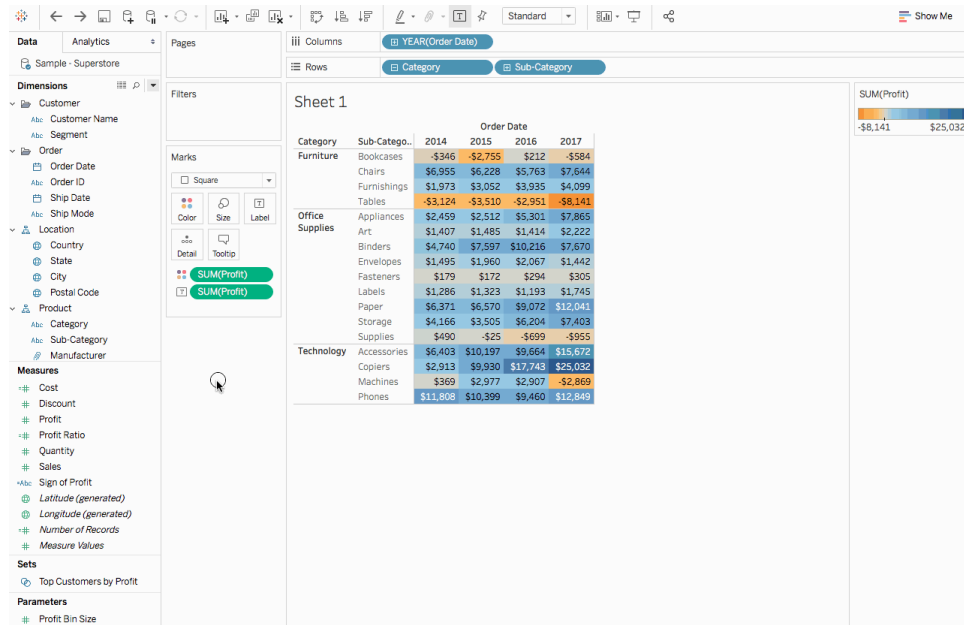 Standard
Show Me
Data Analytics
Sample - Superstore
Dimensions
Customer
Abc Customer Name
Abc Segment
Order
Order Date
Abc Order ID
Ship Date
Abc Ship Mode
Location
Country
State
City
Postal Code
Product
Abc Category
Abc Sub-Category
Manufacturer
Measures
Cost
Discount
Profit
Profit Ratio
Quantity
Sales
Abc Sign of Profit
Latitude (generated)
Longitude (generated)
Number of Records
Measure Values
Sets
Top Customers by Profit
Parameters
Profit Bin Size
Pages
Filters
Marks
Square
Color Size Label
Detail Tooltip
SUM(Profit)
SUM(Profit)
Columns YEAR(Order Date)
Rows Category Sub-Category
Sheet 1
Order Date
Category Sub-Catego.. 2014 2015 2016 2017
Furniture Bookcases -$346 -$2,755 $212 -$584
Chairs $6,955 $6,228 $5,763 $7,644
Furnishings $1,973 $3,052 $3,935 $4,099
Tables -$3,124 -$3,510 -$2,951 -$8,141
Office Supplies Appliances $2,459 $2,512 $5,301 $7,865
Art $1,407 $1,485 $1,414 $2,222
Binders $4,740 $7,597 $10,216 $7,670
Envelopes $1,495 $1,960 $2,067 $1,442
Fasteners $179 $172 $294 $305
Labels $1,286 $1,323 $1,193 $1,745
Paper $6,371 $6,570 $9,072 $12,041
Storage $4,166 $3,505 $6,204 $7,403
Supplies $490 -$25 -$699 -$955
Technology Accessories $6,403 $10,197 $9,664 $15,672
Copiers $2,913 $9,930 $17,743 $25,032
Machines $369 $2,977 $2,907 -$2,869
Phones $11,808 $10,399 $9,460 $12,849
SUM(Profit)
-$8,141 $25,032